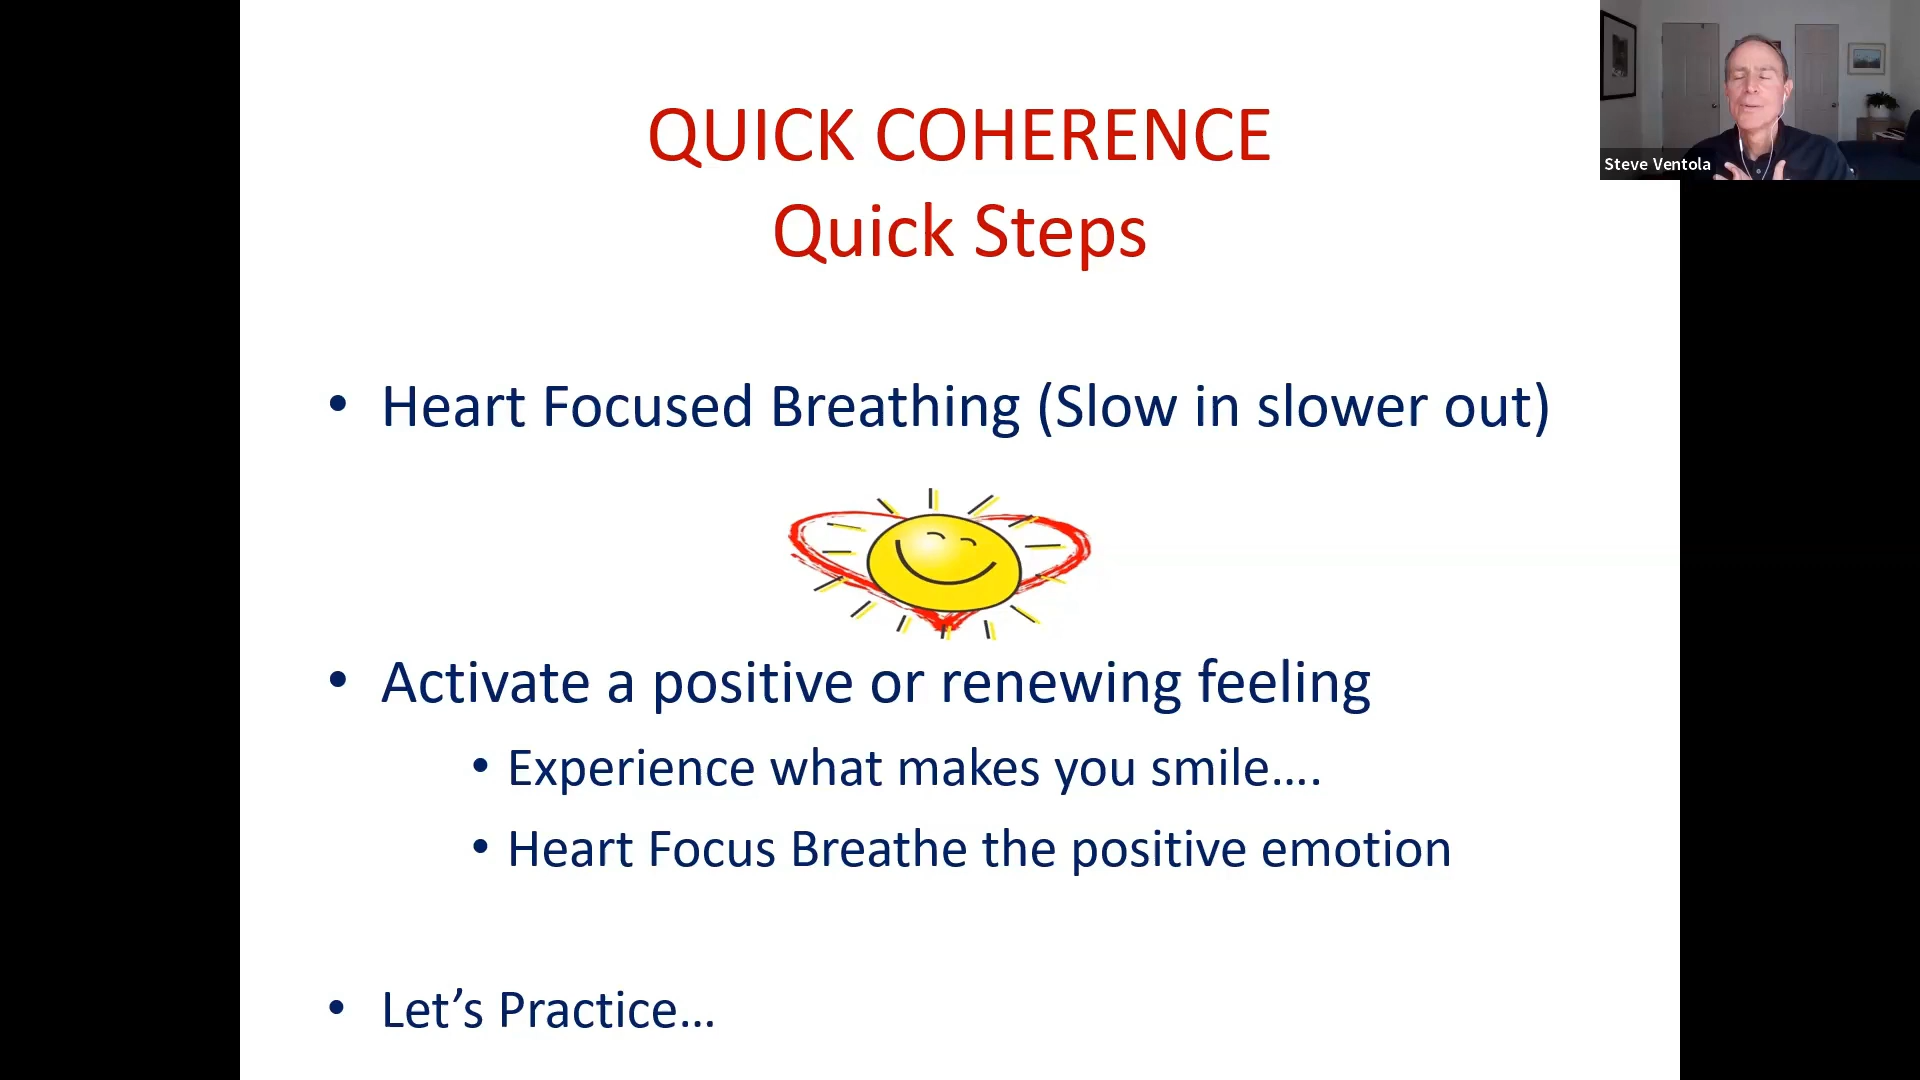 QUICK COHERENCE
Quick Steps
• Heart Focused Breathing (Slow in slower out)
• Activate a positive or renewing feeling
• Experience what makes you smile....
• Heart Focus Breathe the positive emotion
• Let’s Practice...
Steve Ventola